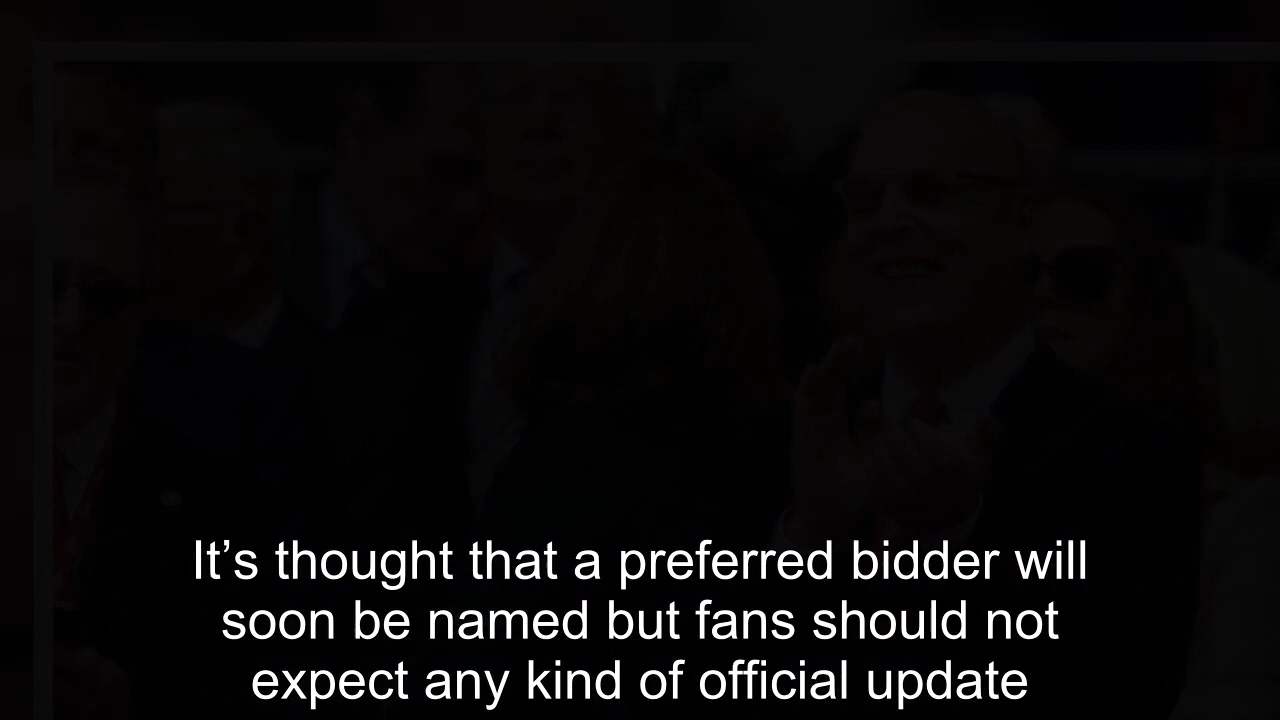 It’s thought that a preferred bidder will
soon be named but fans should not
expect any kind of official update